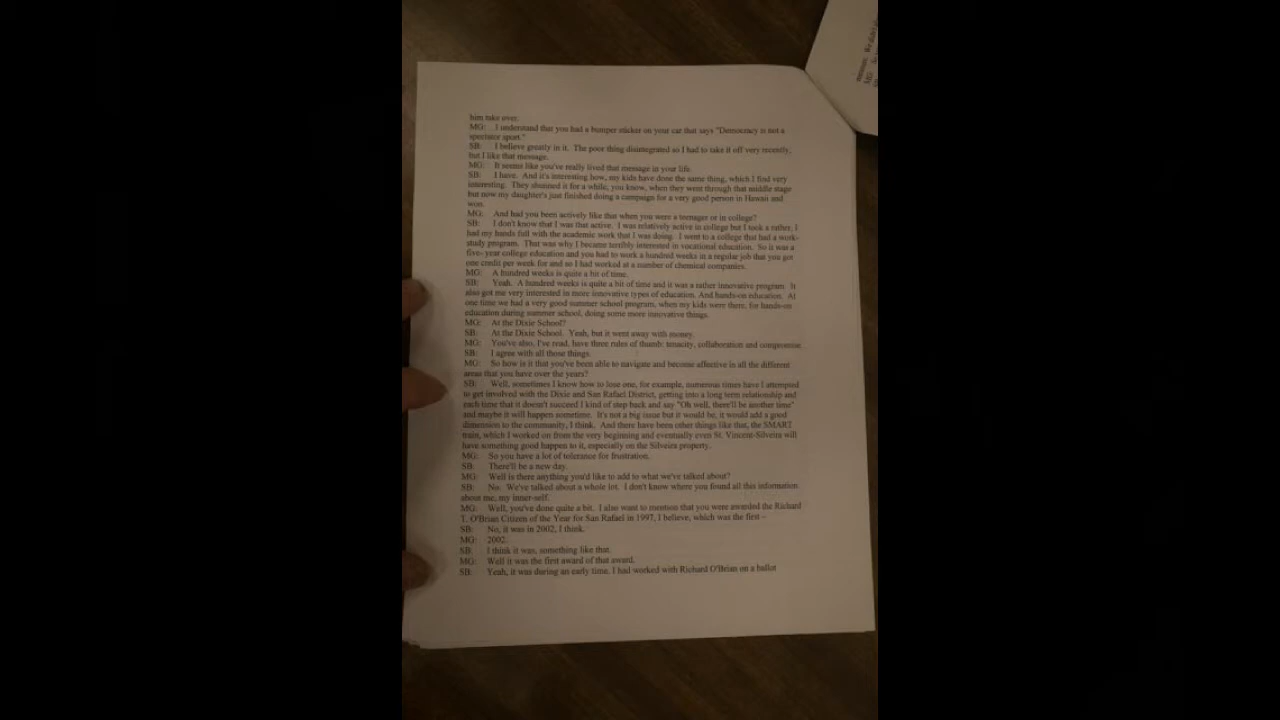 him take over.
MG: I understand that you had a bumper sticker on your car that says "Democracy is not a
spectator sport."
SB: I believe greatly in it. The poor thing disintegrated so I had to take it off very recently,
but I like that message.
MG: It seems like you've really lived that message in your life.
SB: I have. And it's interesting how, my kids have done the same thing, which I find very
interesting. They shunned it for a while, you know, when they went through that middle stage
but now my daughter's just finished doing a campaign for a very good person in Hawaii and
won.
MG: And had you been actively like that when you were a teenager or in college?
SB: I don't know that I was that active. I was relatively active in college but I took a rather, I
had my hands full with the academic work that I was doing. I went to a college that had a work-
study program. That was why I became terribly interested in vocational education. So it was a
five- year college education and you had to work a hundred weeks in a regular job that you got
one credit per week for and so I had worked at a number of chemical companies.
MG: A hundred weeks is quite a bit of time.
SB: Yeah. A hundred weeks is quite a bit of time and it was a rather innovative program. It
also got me very interested in more innovative types of education. And hands-on education. At
one time we had a very good summer school program, when my kids were there, for hands-on
education during summer school, doing some more innovative things.
MG: At the Dixie School?
SB: At the Dixie School. Yeah, but it went away with money.
MG: You've also, I've read, have three rules of thumb: tenacity, collaboration and compromise.
SB: I agree with all those things.
MG: So how is it that you've been able to navigate and become affective in all the different
areas that you have over the years?
SB: Well, sometimes I know how to lose one, for example, numerous times have I attempted
to get involved with the Dixie and San Rafael District, getting into a long term relationship and
each time that it doesn't succeed I kind of step back and say "Oh well, there'll be another time"
and maybe it will happen sometime. It's not a big issue but it would be, it would add a good
dimension to the community, I think. And there have been other things like that, the SMART
train, which I worked on from the very beginning and eventually even St. Vincent-Silveira will
have something good happen to it, especially on the Silveira property.
MG: So you have a lot of tolerance for frustration.
SB: There'll be a new day.
MG: Well is there anything you'd like to add to what we've talked about?
SB: No. We've talked about a whole lot. I don't know where you found all this information
about me, my inner-self.
MG: Well, you've done quite a bit. I also want to mention that you were awarded the Richard
T. O'Brian Citizen of the Year for San Rafael in 1997, I believe, which was the first –
SB: No, it was in 2002, I think.
MG: 2002.
SB: I think it was, something like that.
MG: Well it was the first award of that award.
SB: Yeah, it was during an early time. I had worked with Richard O'Brian on a ballot